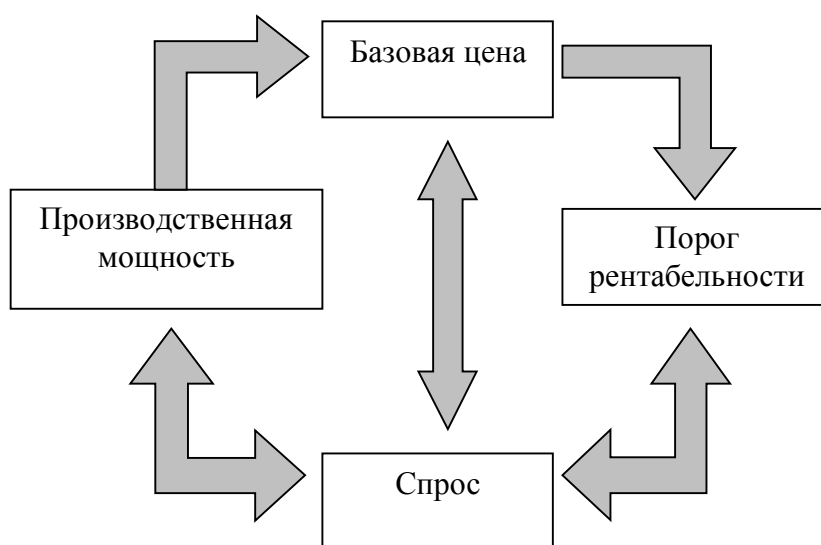 Базовая цена
Производственная
мощность
Порог
рентабельности
Спрос